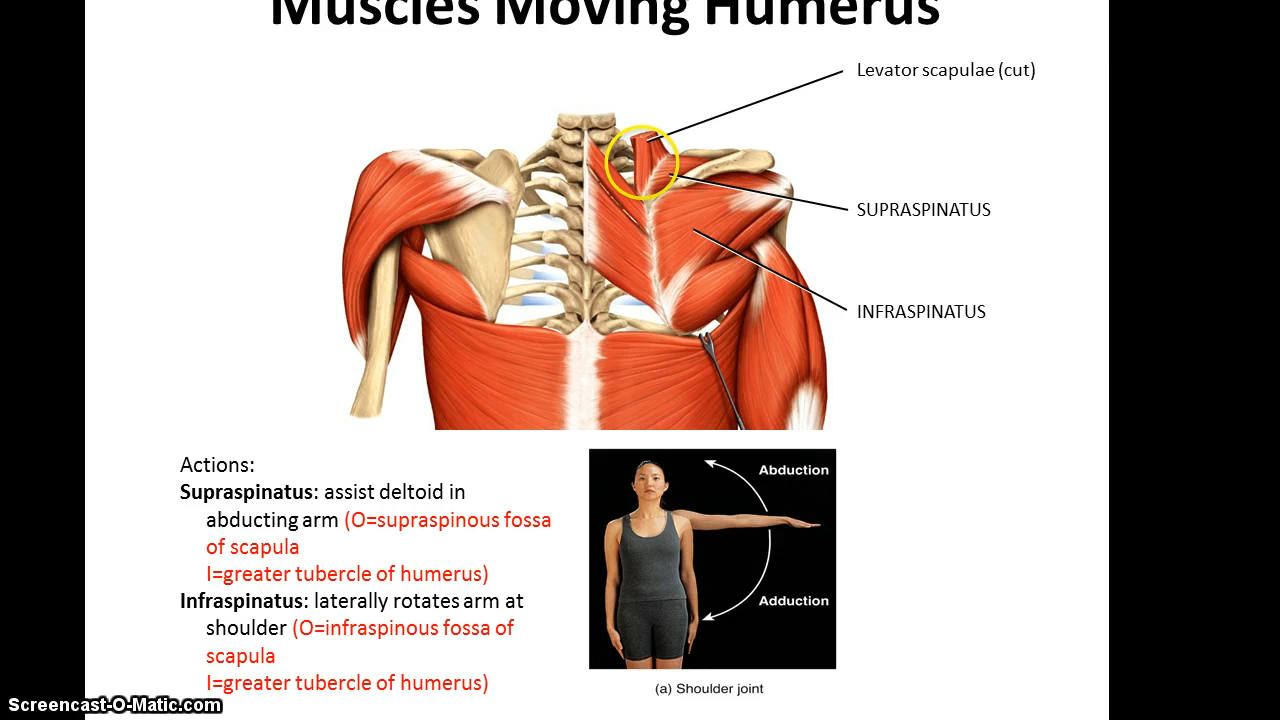 Muscles Moving Humerus
Levator scapulae (cut)
SUPRASPINATUS
INFRASPINATUS
Actions:
Supraspinatus: assist deltoid in
abducting arm (O=supraspinous fossa
of scapula
I=greater tubercle of humerus)
Infraspinatus: laterally rotates arm at
shoulder (O=infraspinous fossa of
scapula
I=greater tubercle of humerus)
Abduction
Adduction
(a) Shoulder joint
Screencast-O-Matic.com